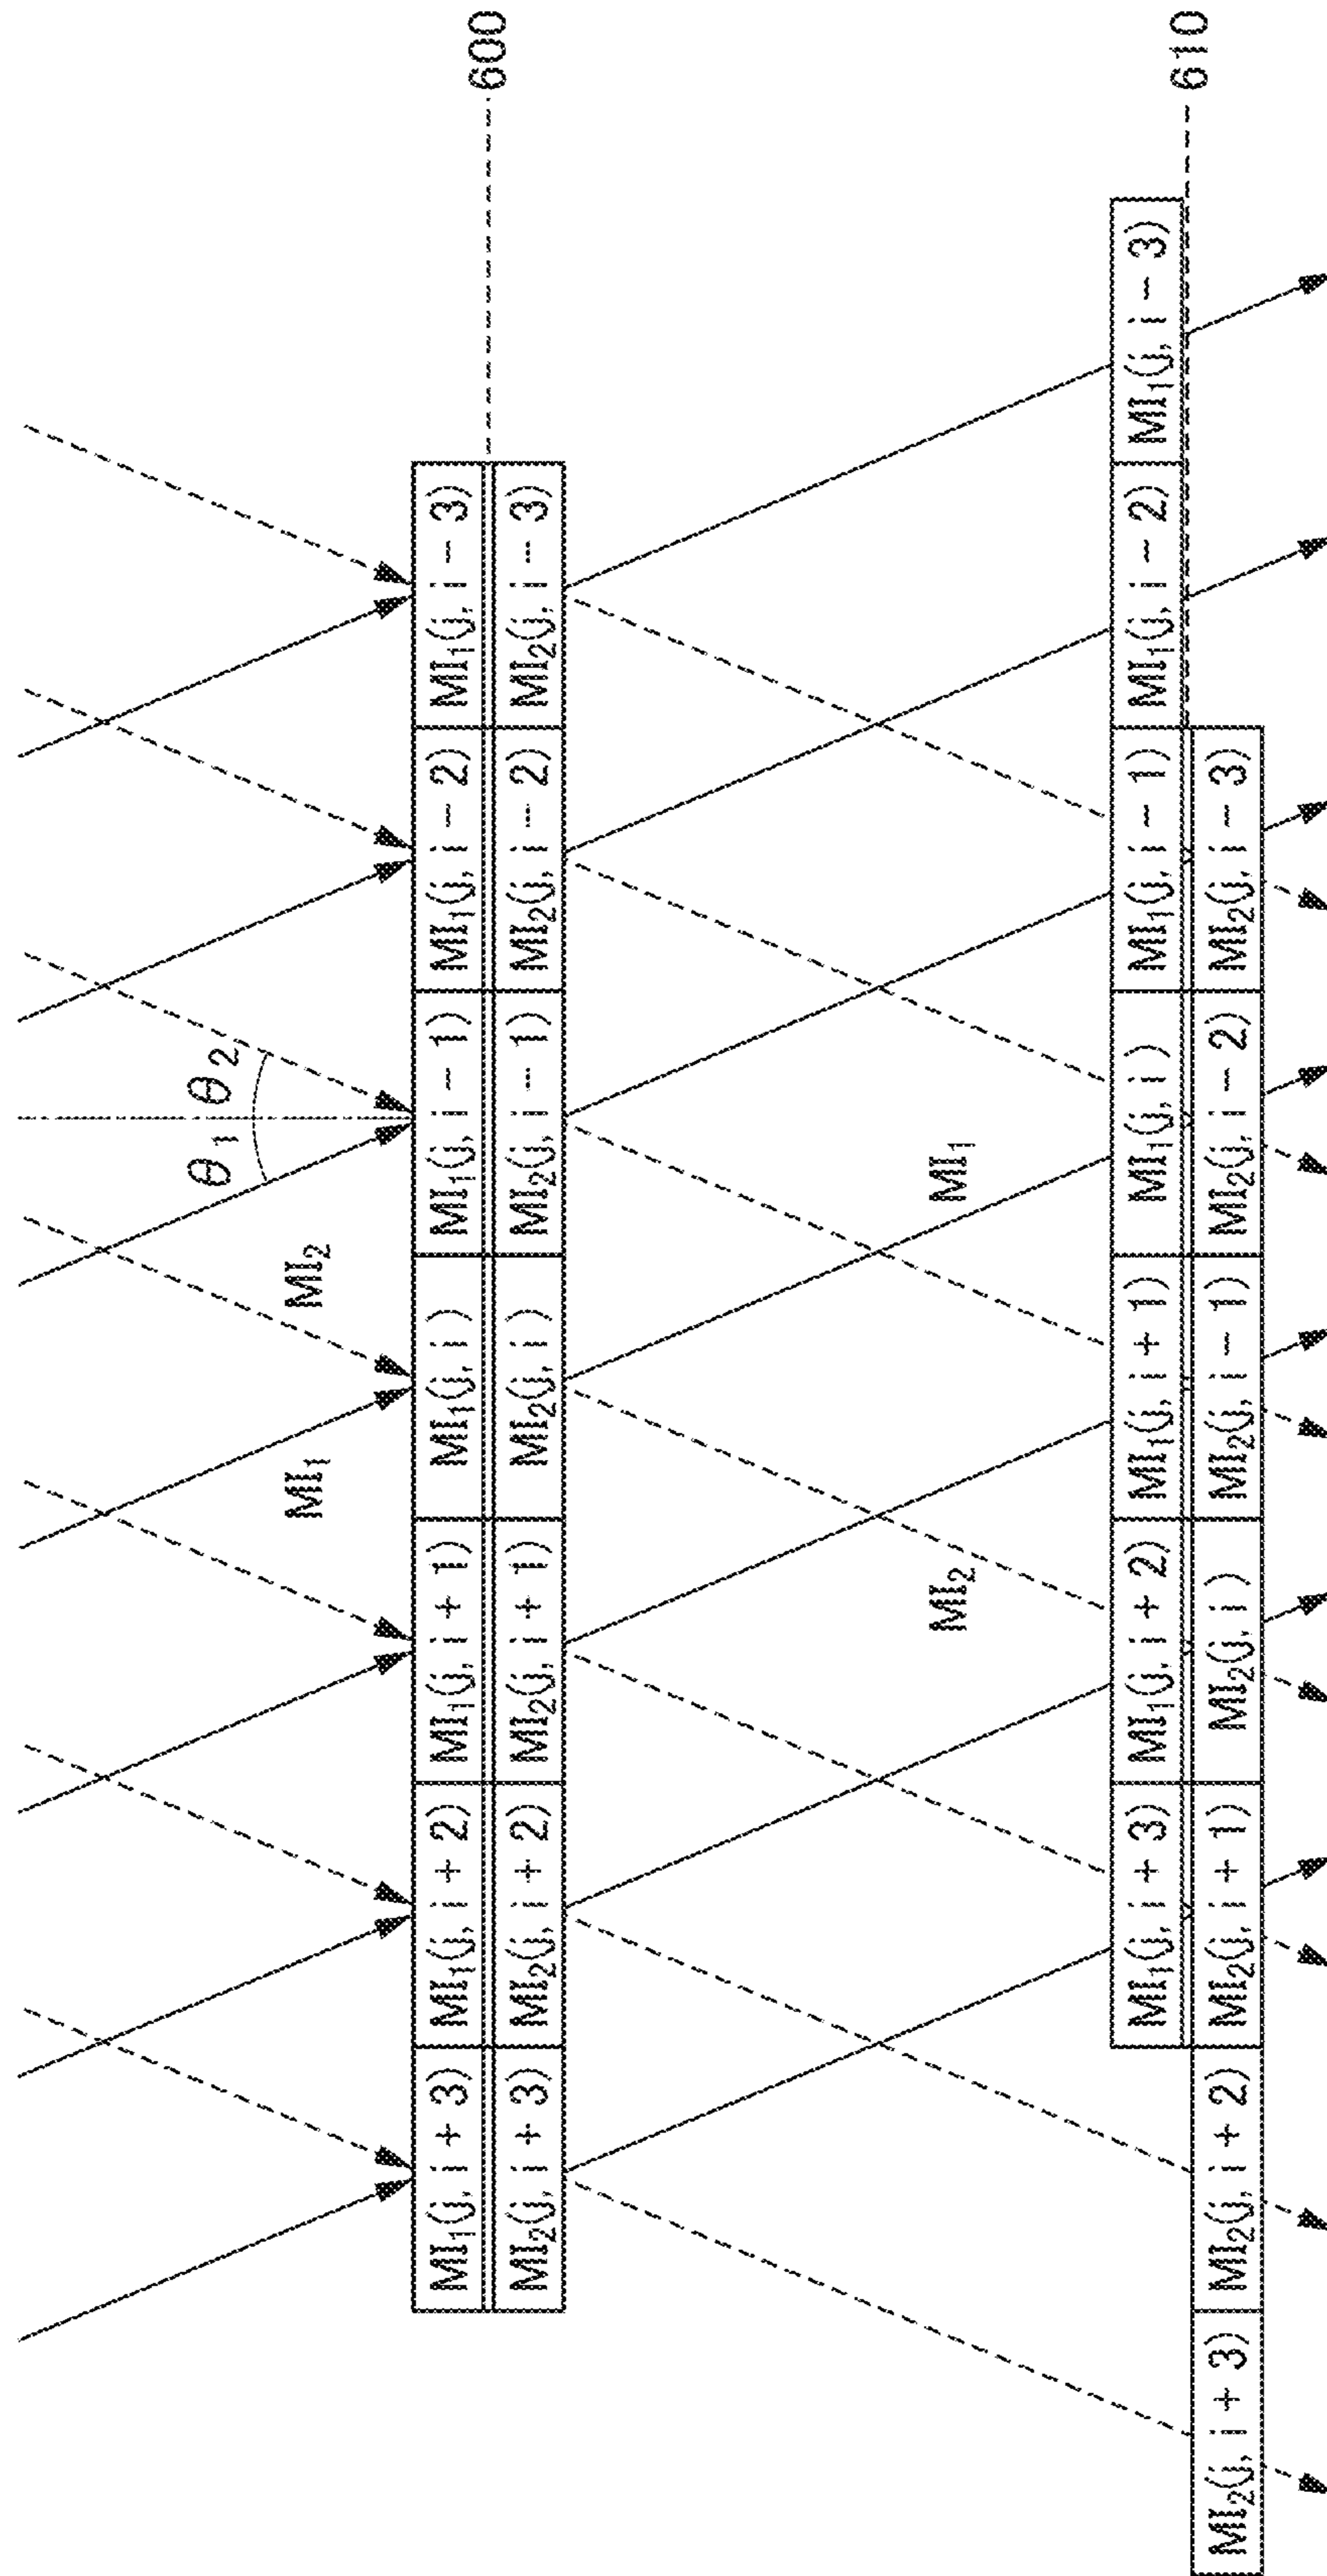 θ₁ θ₂
MI₁ MI₂
MI₁(j, i + 3) MI₁(j, i + 2) MI₁(j, i + 1) MI₁(j, i ) MI₁(j, i − 1) MI₁(j, i − 2) MI₁(j, i − 3)
600
MI₂(j, i + 3) MI₂(j, i + 2) MI₂(j, i + 1) MI₂(j, i ) MI₂(j, i − 1) MI₂(j, i − 2) MI₂(j, i − 3)
MI₂ MI₁
MI₁(j, i + 3) MI₁(j, i + 2) MI₁(j, i + 1) MI₁(j, i ) MI₁(j, i − 1) MI₁(j, i − 2) MI₁(j, i − 3)
610
MI₂(j, i + 3) MI₂(j, i + 2) MI₂(j, i + 1) MI₂(j, i ) MI₂(j, i − 1) MI₂(j, i − 2) MI₂(j, i − 3)